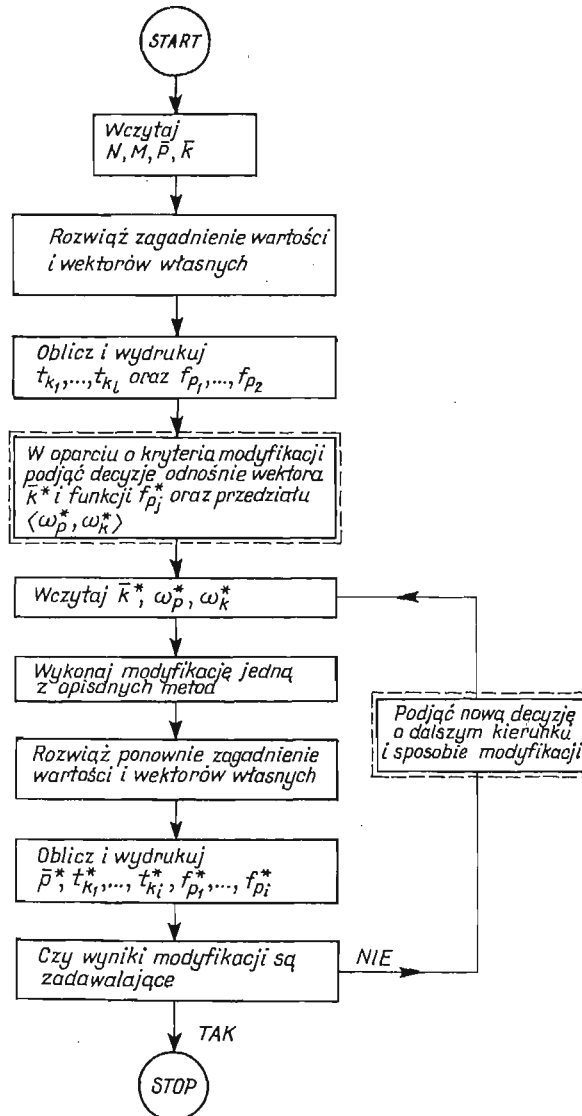 START
Wczytaj
N, M, p̄, k̄
Rozwiąż zagadnienie wartości
i wektorów własnych
Oblicz i wydrukuj
t_{k_1},...,t_{k_i} oraz f_{p_1},...,f_{p_2}
W oparciu o kryteria modyfikacji
podjąć decyzje odnośnie wektora
k̄* i funkcji f*_{p_j} oraz przedziału
⟨ω*_p, ω*_k⟩
Wczytaj k̄*, ω*_p, ω*_k
Wykonaj modyfikację jedną
z opisanych metod
Rozwiąż ponownie zagadnienie
wartości i wektorów własnych
Oblicz i wydrukuj
p̄*, t*_{k_1},..., t*_{k_i}, f*_{p_1},..., f*_{p_i}
Czy wyniki modyfikacji są
zadawalające
NIE
Podjąć nową decyzję
o dalszym kierunku
i sposobie modyfikacji
TAK
STOP